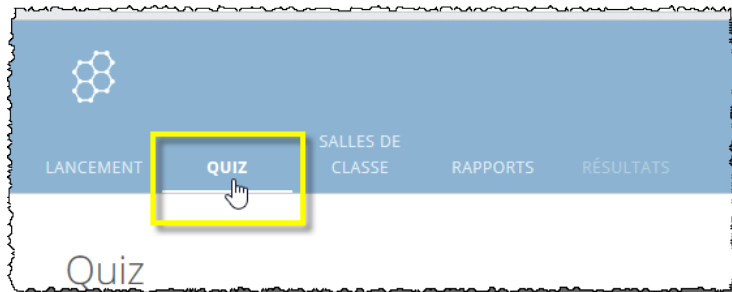 LANCEMENT
QUIZ
SALLES DE
CLASSE
RAPPORTS
RÉSULTATS
Quiz